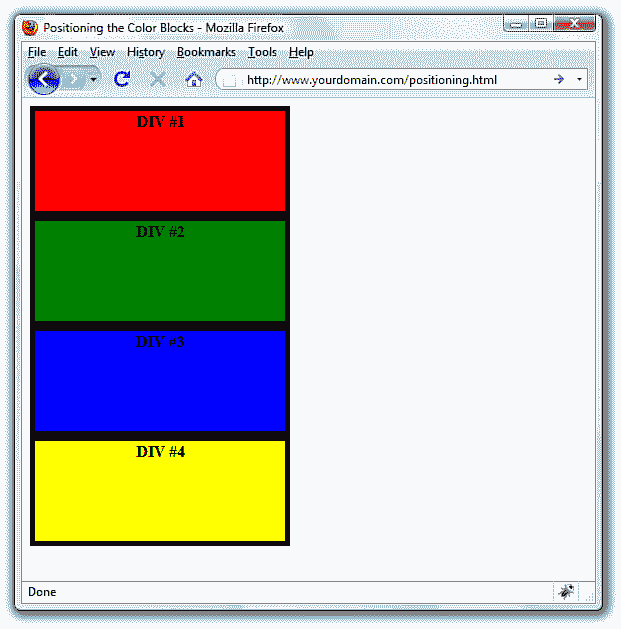 Positioning the Color Blocks - Mozilla Firefox
File Edit View History Bookmarks Tools Help
http://www.yourdomain.com/positioning.html
DIV #1
DIV #2
DIV #3
DIV #4
Done